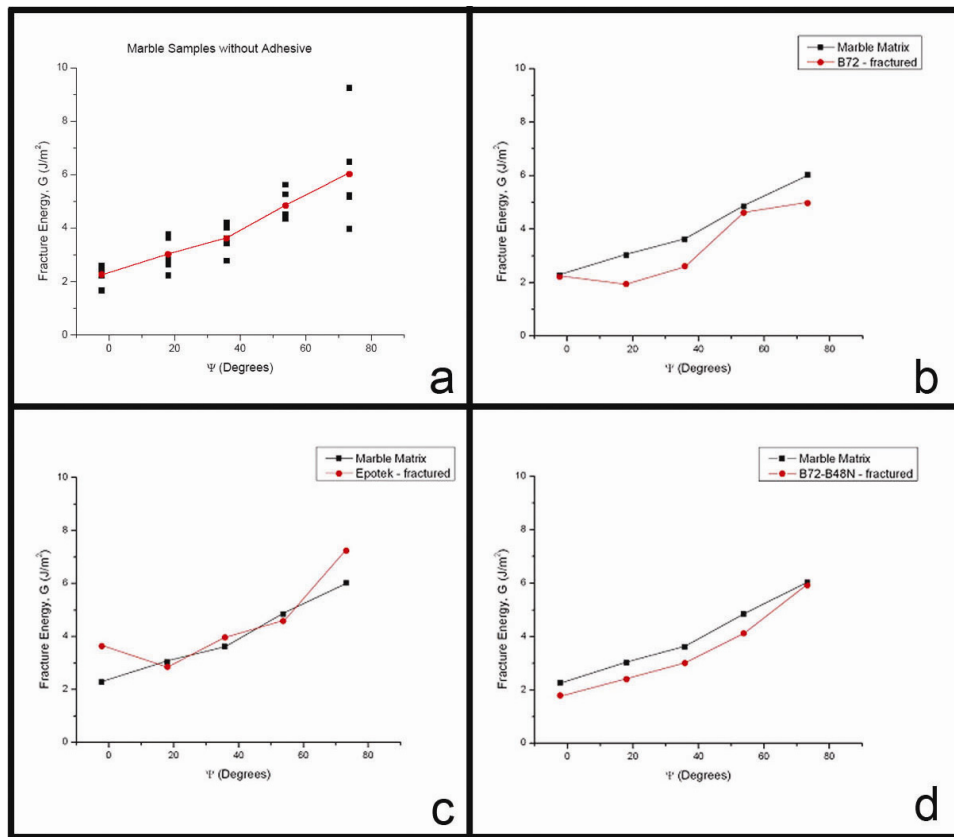 Marble Samples without Adhesive
10
8
6
4
2
0
Fracture Energy, G (J/m²)
0 20 40 60 80
Ψ (Degrees)
a
Marble Matrix
B72 - fractured
10
8
6
4
2
0
Fracture Energy, G (J/m²)
0 20 40 60 80
Ψ (Degrees)
b
Marble Matrix
Epotek - fractured
10
8
6
4
2
0
Fracture Energy, G (J/m²)
0 20 40 60 80
Ψ (Degrees)
c
Marble Matrix
B72-B48N - fractured
10
8
6
4
2
0
Fracture Energy, G (J/m²)
0 20 40 60 80
Ψ (Degrees)
d